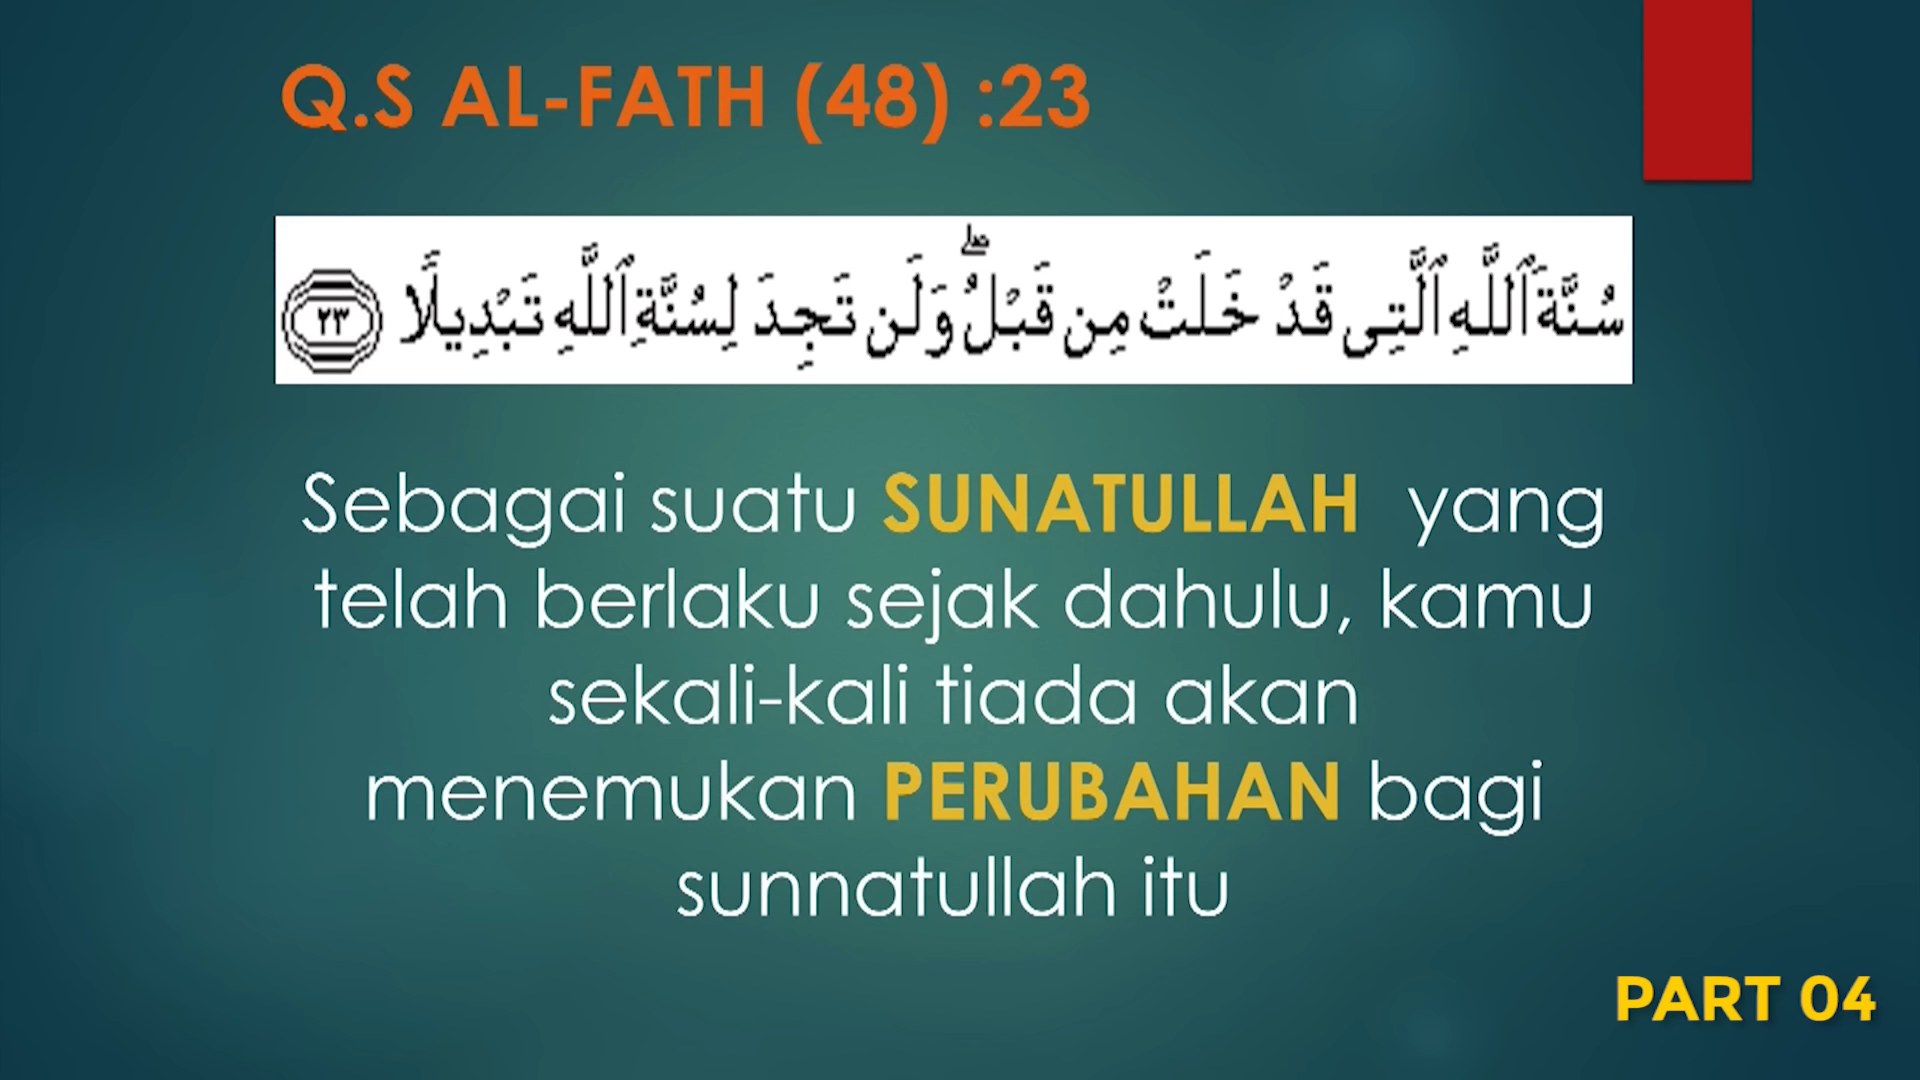 Q.S AL-FATH (48) :23
سُنَّةَ ٱللَّهِ ٱلَّتِى قَدْ خَلَتْ مِن قَبْلُ ۖ وَلَن تَجِدَ لِسُنَّةِ ٱللَّهِ تَبْدِيلًا ٢٣
Sebagai suatu SUNATULLAH yang
telah berlaku sejak dahulu, kamu
sekali-kali tiada akan
menemukan PERUBAHAN bagi
sunnatullah itu
PART 04